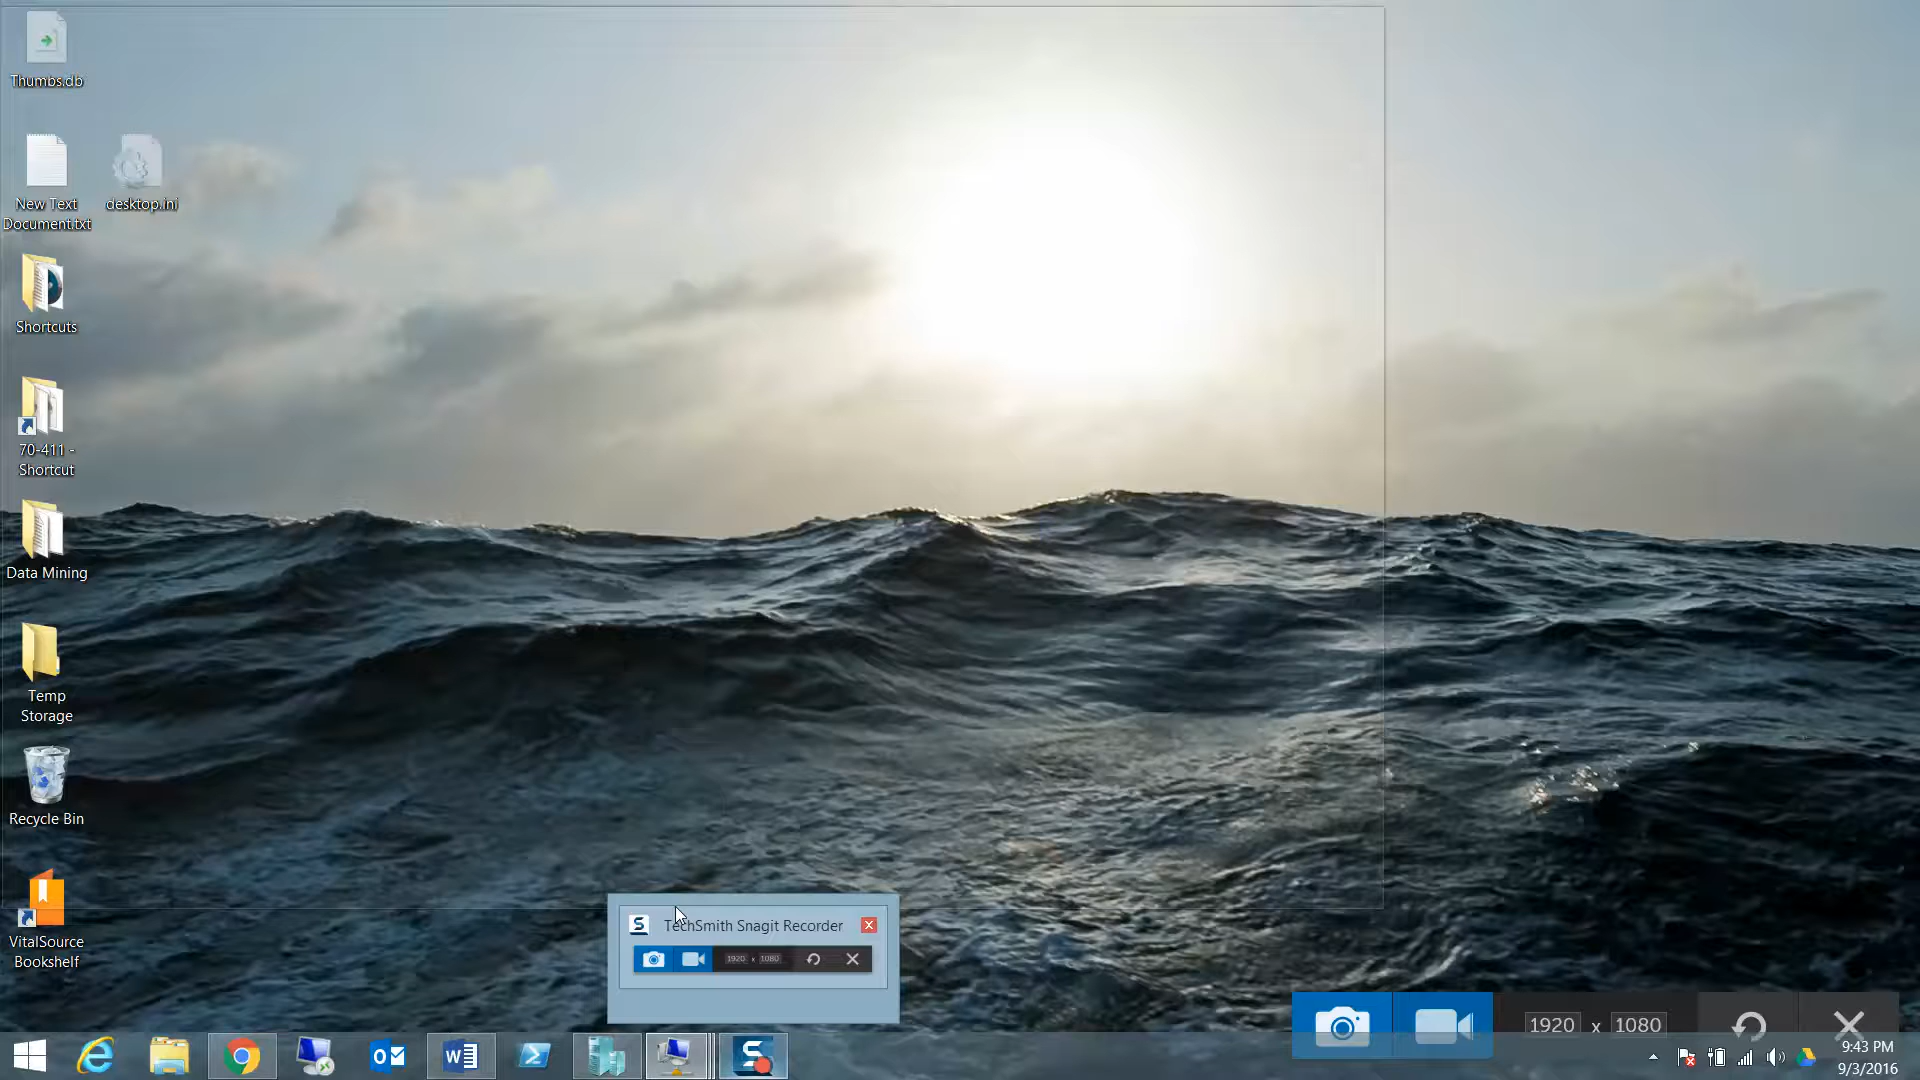 Thumbs.db
New Text
Document.txt
desktop.ini
Shortcuts
70-411 -
Shortcut
Data Mining
Temp
Storage
Recycle Bin
VitalSource
Bookshelf
S TechSmith Snagit Recorder
1920 x 1080
1920 x 1080
9:43 PM
9/3/2016